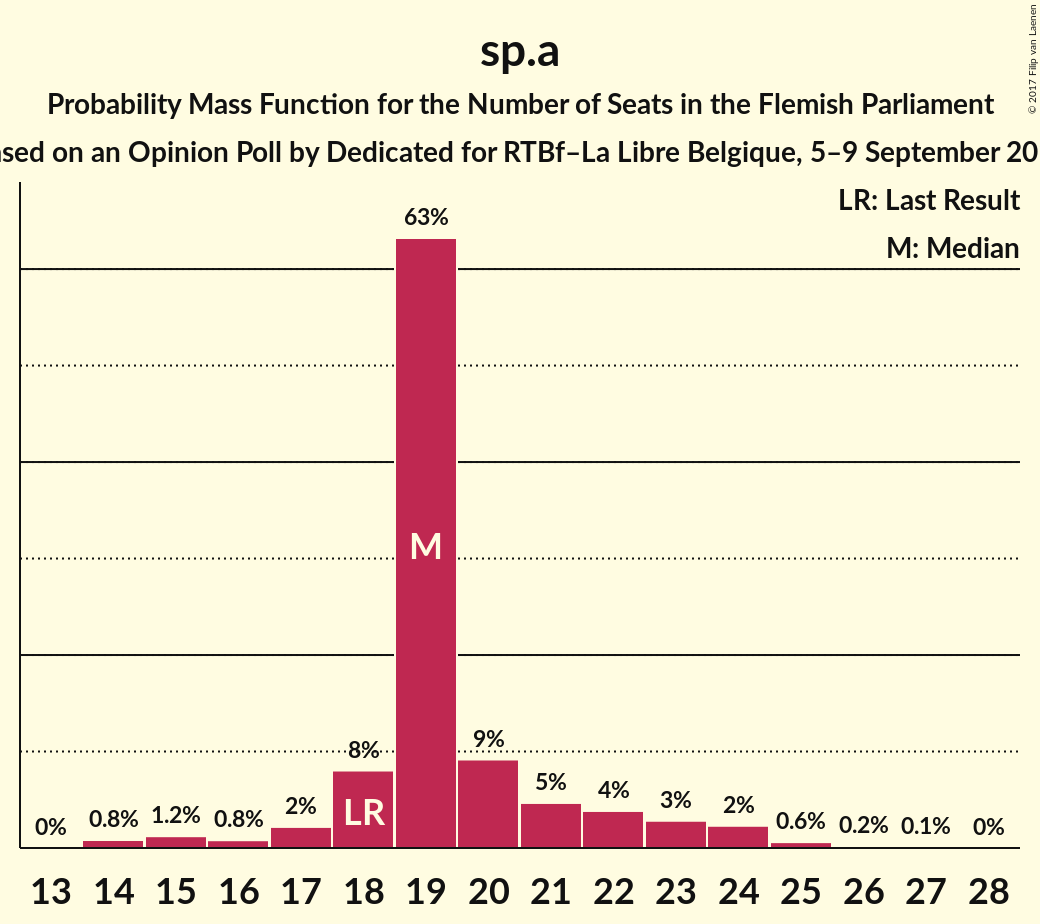 © 2017 Filip van Laenen
sp.a
Probability Mass Function for the Number of Seats in the Flemish Parliament
on an Opinion Poll by Dedicated for RTBf–La Libre Belgique, 5–9 September
LR: Last Result
M: Median
63%
M
8%
LR
9%
5%
4%
3%
2%
0.6%
0.2%
0.1%
0%
2%
0.8%
1.2%
0.8%
0%
13 14 15 16 17 18 19 20 21 22 23 24 25 26 27 28